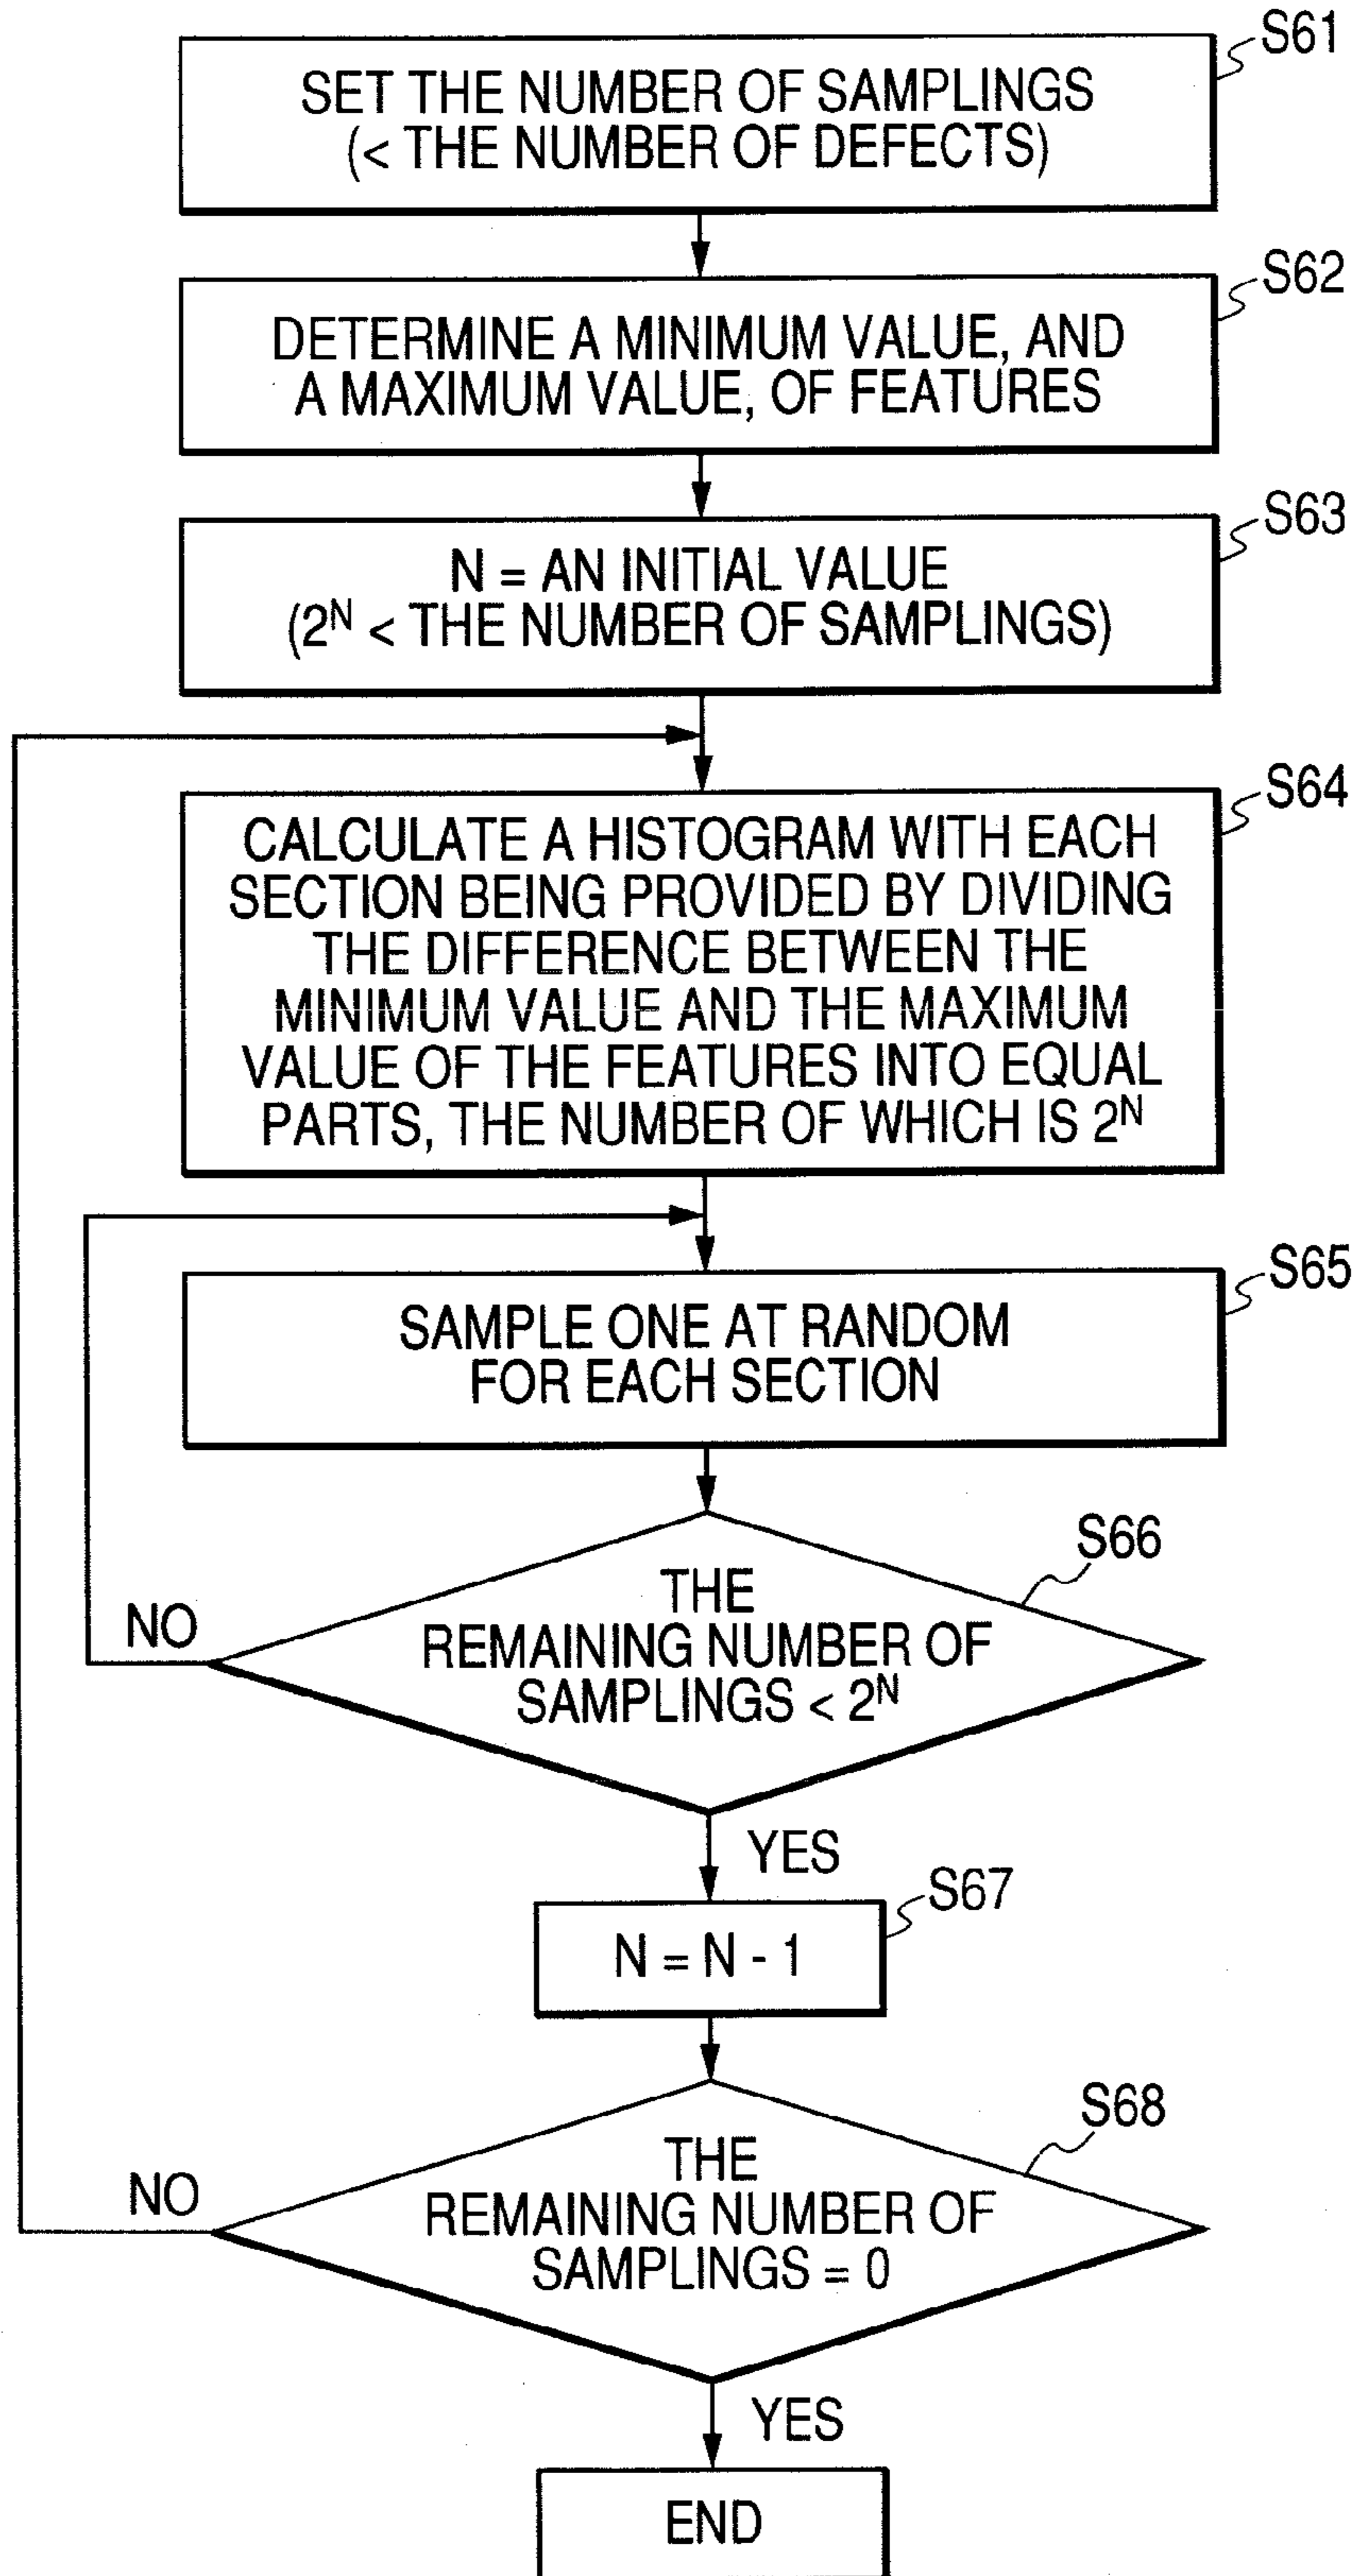 S61
SET THE NUMBER OF SAMPLINGS
(< THE NUMBER OF DEFECTS)
S62
DETERMINE A MINIMUM VALUE, AND
A MAXIMUM VALUE, OF FEATURES
S63
N = AN INITIAL VALUE
(2^N < THE NUMBER OF SAMPLINGS)
S64
CALCULATE A HISTOGRAM WITH EACH
SECTION BEING PROVIDED BY DIVIDING
THE DIFFERENCE BETWEEN THE
MINIMUM VALUE AND THE MAXIMUM
VALUE OF THE FEATURES INTO EQUAL
PARTS, THE NUMBER OF WHICH IS 2^N
S65
SAMPLE ONE AT RANDOM
FOR EACH SECTION
S66
THE
REMAINING NUMBER OF
SAMPLINGS < 2^N
NO
YES
S67
N = N - 1
S68
THE
REMAINING NUMBER OF
SAMPLINGS = 0
NO
YES
END